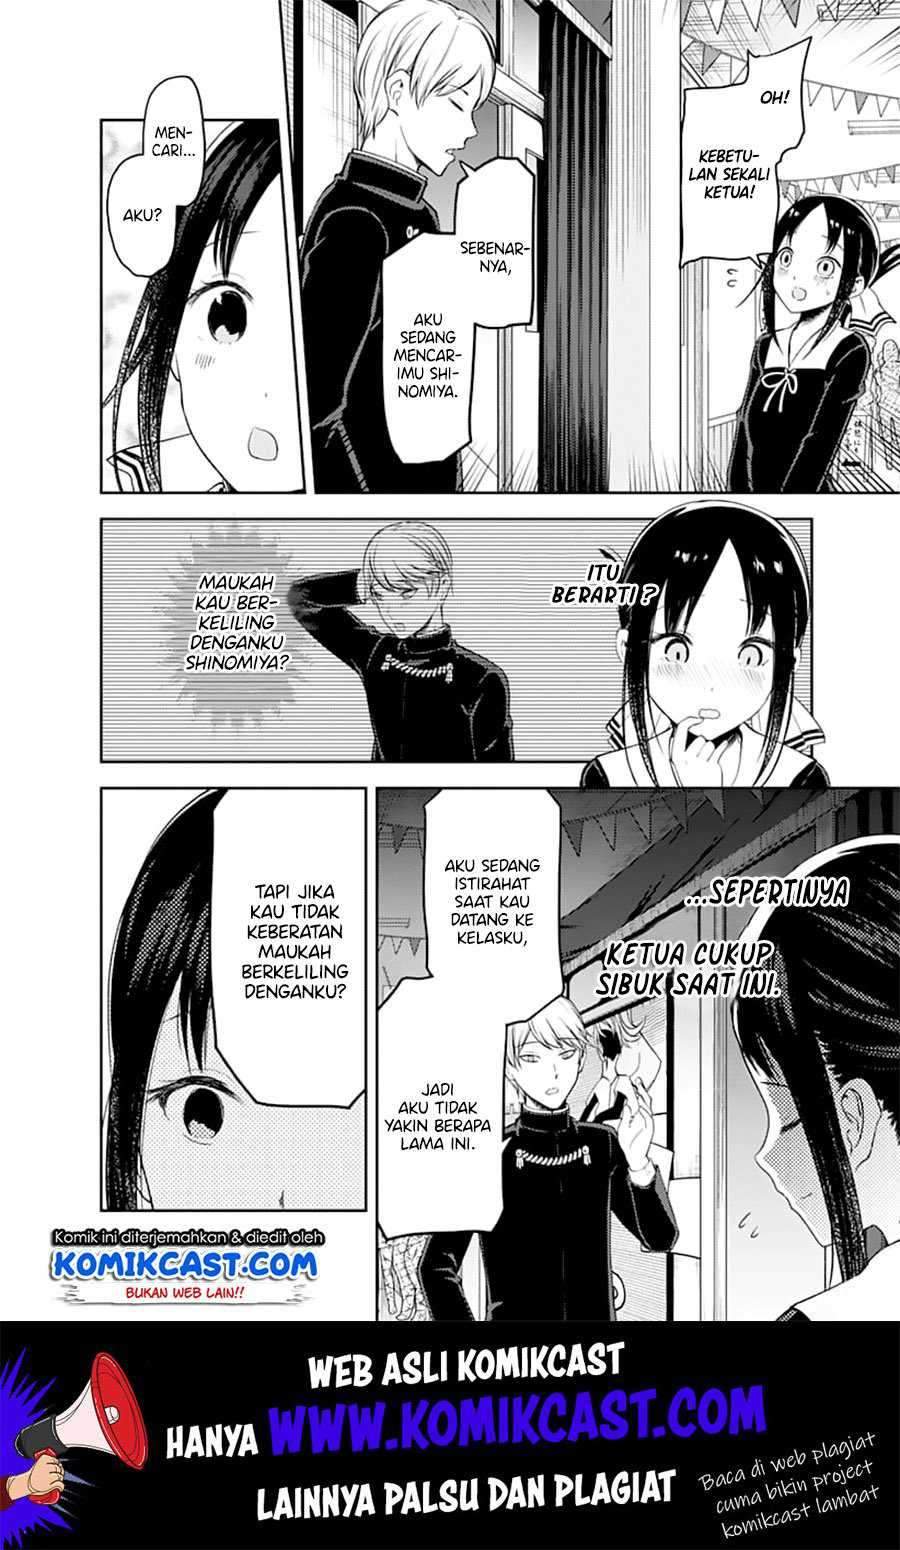 OH!
KEBETU-
LAN SEKALI
KETUA!
SEBENAR-
NYA,
AKU
SEDANG
MENCAR-
IMU SHI-
NOMIYA.
MEN-
CARI...
AKU?
ITU
BERARTI ?
MAUKAH
KAU BER-
KELILING
DENGANKU
SHINOMIYA?
...SEPERTINYA
KETUA CUKUP
SIBUK SAAT INI.
AKU SEDANG
ISTIRAHAT
SAAT KAU
DATANG KE
KELASKU,
JADI
AKU TIDAK
YAKIN BERAPA
LAMA INI.
TAPI JIKA
KAU TIDAK
KEBERATAN
MAUKAH
BERKELILING
DENGANKU?
Komik ini diterjemahkan & diedit oleh
KOMIKCAST.COM
BUKAN WEB LAIN!!
WEB ASLI KOMIKCAST
HANYA WWW.KOMIKCAST.COM
LAINNYA PALSU DAN PLAGIAT
Baca di web plagiat
cuma bikin project
komikcast lambat